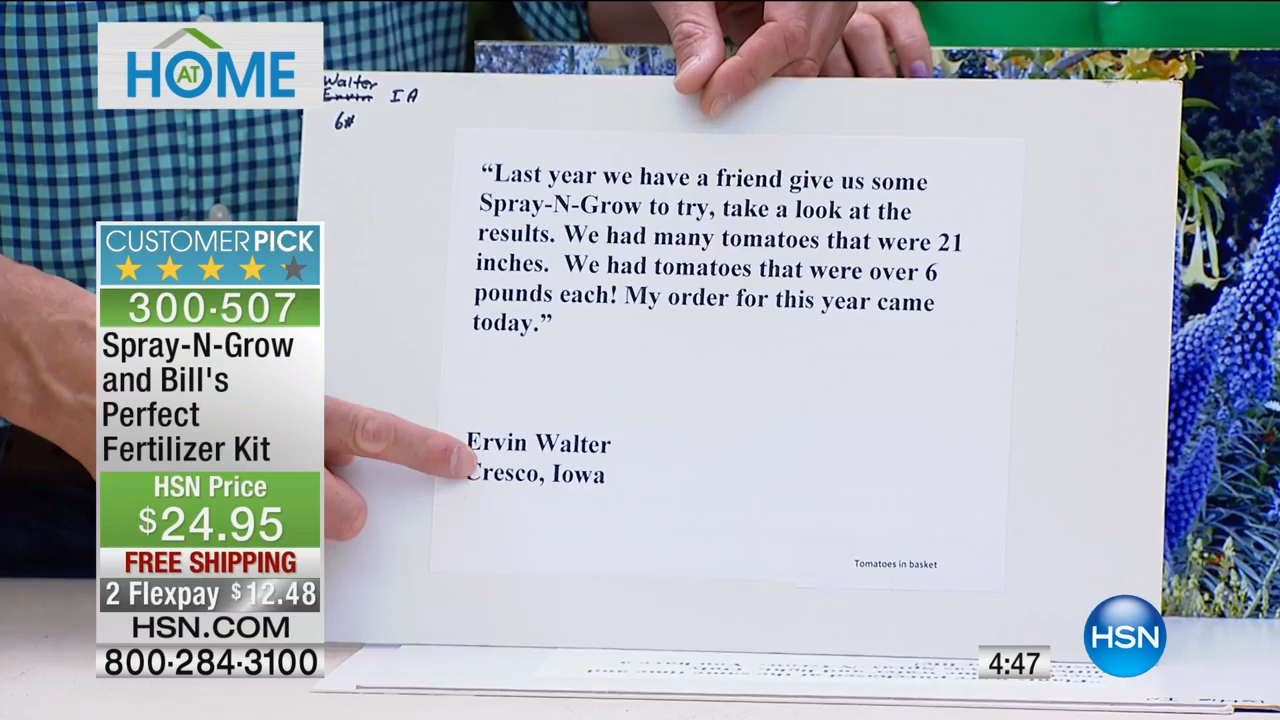 AT
HOME
Walter
Ervin IA
6#
CUSTOMER PICK
300·507
Spray-N-Grow
and Bill's
Perfect
Fertilizer Kit
HSN Price
$24.95
FREE SHIPPING
2 Flexpay $12.48
HSN.COM
800·284·3100
“Last year we have a friend give us some
Spray-N-Grow to try, take a look at the
results. We had many tomatoes that were 21
inches. We had tomatoes that were over 6
pounds each! My order for this year came
today.”
Ervin Walter
Cresco, Iowa
Tomatoes in basket
4:47
HSN